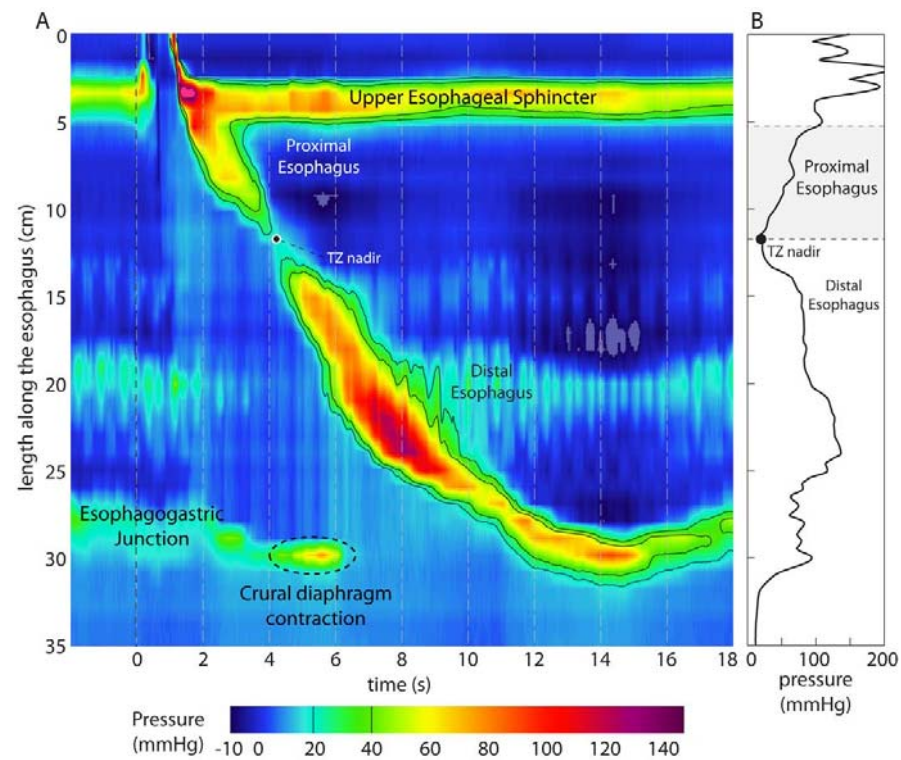 A
B
0
5
10
15
20
25
30
35
length along the esophagus (cm)
Upper Esophageal Sphincter
Proximal
Esophagus
TZ nadir
Distal
Esophagus
Esophagogastric
Junction
Crural diaphragm
contraction
0 2 4 6 8 10 12 14 16 18
time (s)
Proximal
Esophagus
TZ nadir
Distal
Esophagus
0 100 200
pressure
(mmHg)
Pressure
(mmHg)
-10 0 20 40 60 80 100 120 140